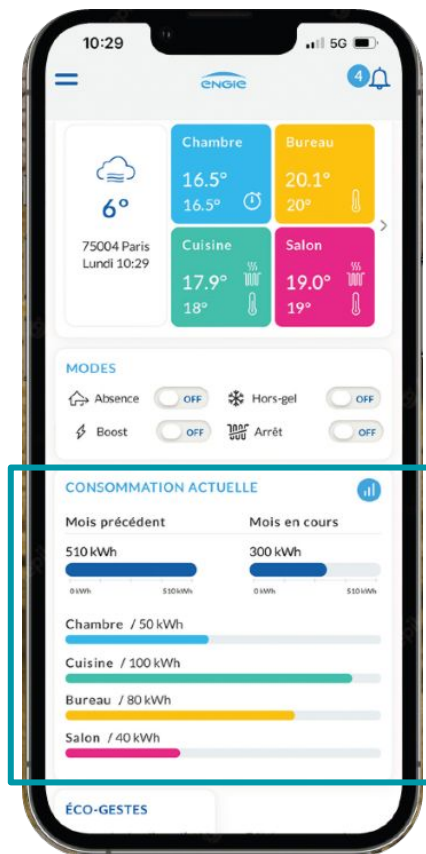 10:29 5G
ENGIE 4
6°
75004 Paris
Lundi 10:29
Chambre
16.5°
16.5°
Bureau
20.1°
20°
Cuisine
17.9°
18°
Salon
19.0°
19°
MODES
Absence OFF Hors-gel OFF
Boost OFF Arrêt OFF
CONSOMMATION ACTUELLE
Mois précédent Mois en cours
510 kWh 300 kWh
0 kWh 510 kWh 0 kWh 510 kWh
Chambre / 50 kWh
Cuisine / 100 kWh
Bureau / 80 kWh
Salon / 40 kWh
ÉCO-GESTES